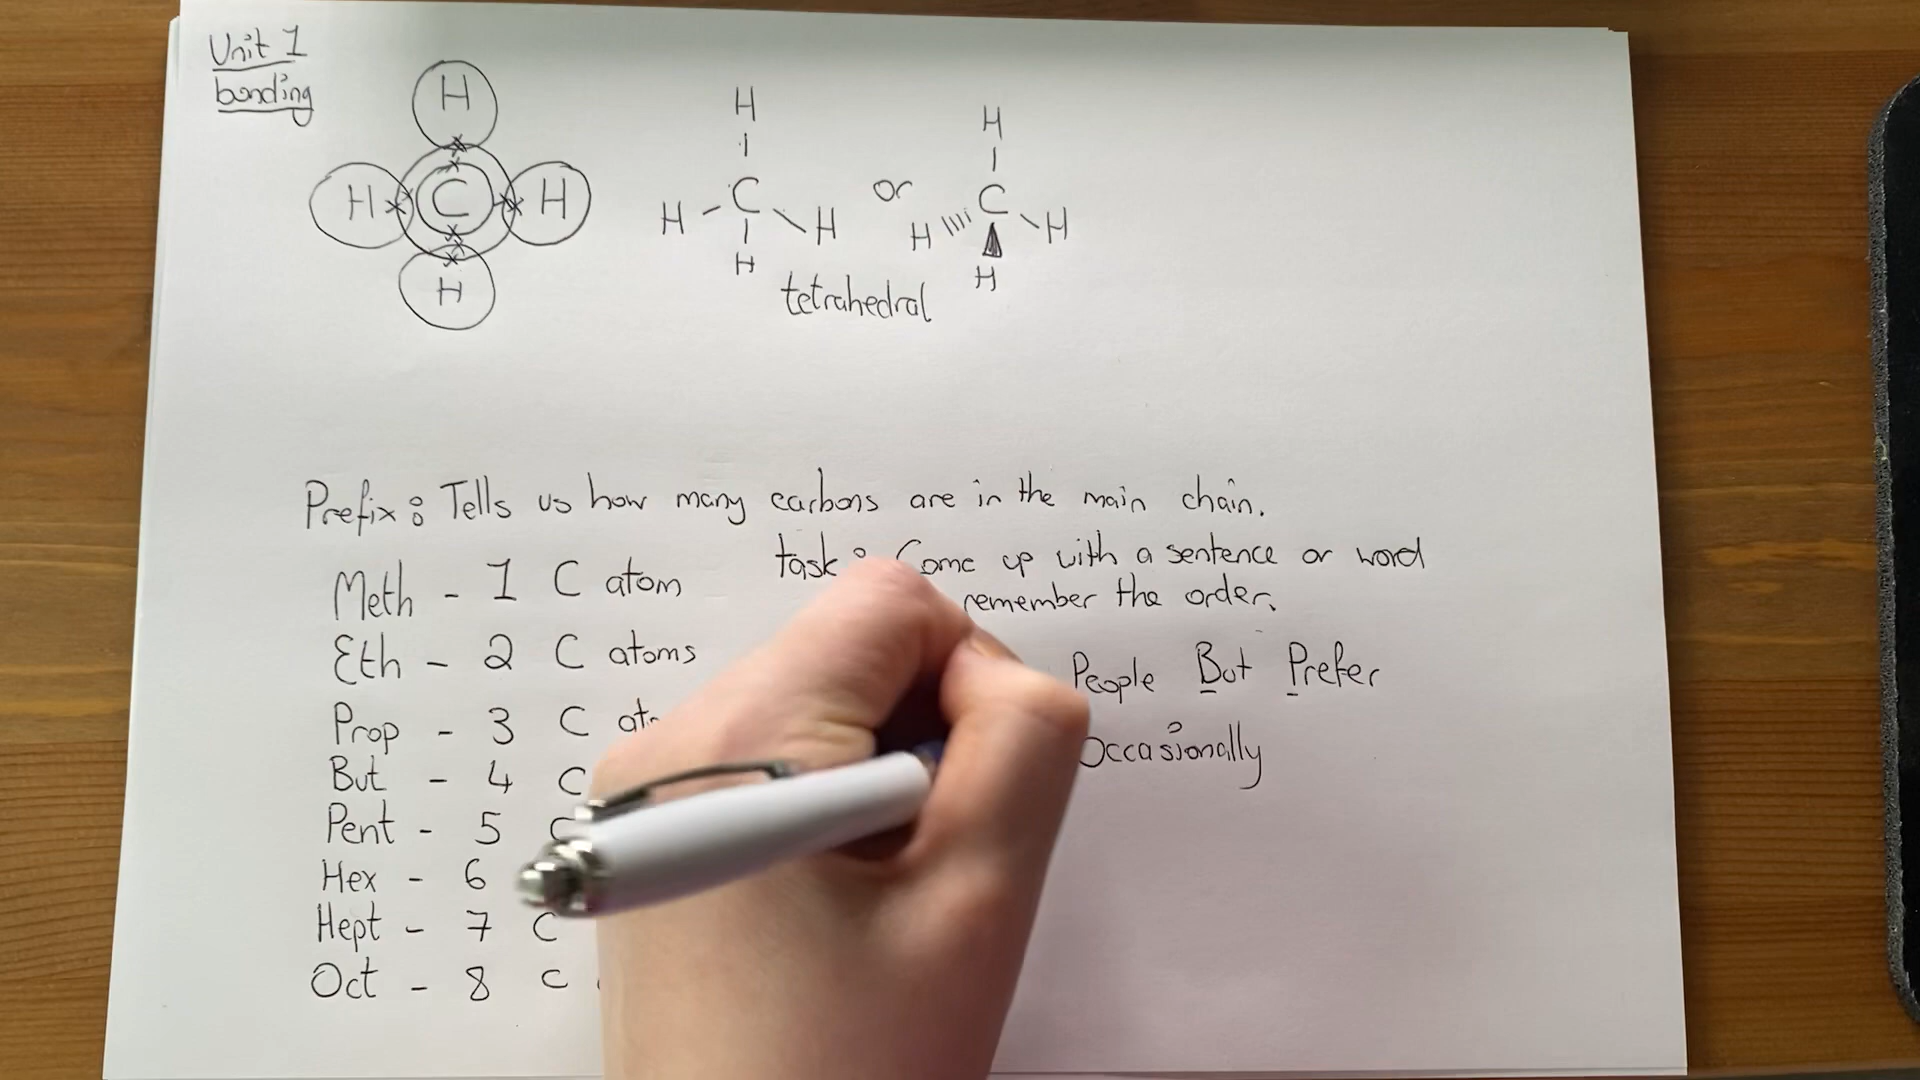 Unit 1
bonding
H
H C H
H
H
C
H H
H
or
H
C
H H
H
tetrahedral
Prefix: Tells us how many carbons are in the main chain.
Meth - 1 C atom
Eth - 2 C atoms
Prop - 3 C
But - 4 C
Pent - 5 C
Hex - 6
Hept - 7 C
Oct - 8 C
task: Come up with a sentence or word
remember the order.
People But Prefer
Occasionally